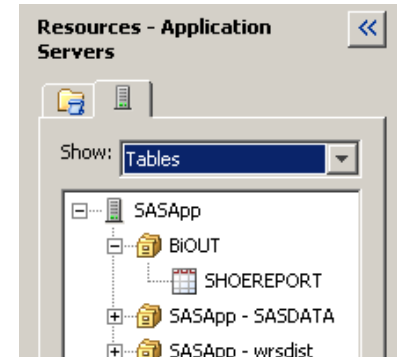 Resources - Application
Servers
Show: Tables
SASApp
BiOUT
SHOEREPORT
SASApp - SASDATA
SASApp - wrsdist